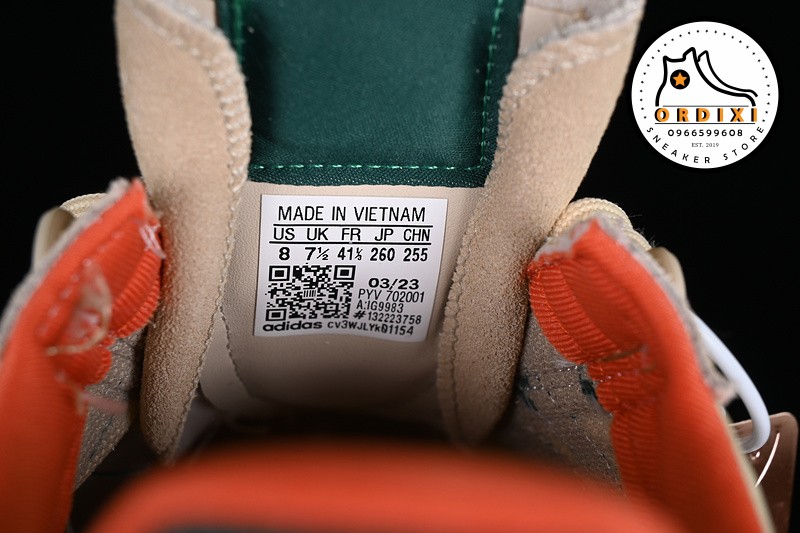 MADE IN VIETNAM
US UK FR JP CHN
8 7½ 41⅓ 260 255
03/23
PYV 702001
A:IG9983
#132223758
adidas cv3WJLYk01154
ORDIXI
0966599608
EST. 2019
SNEAKER STORE